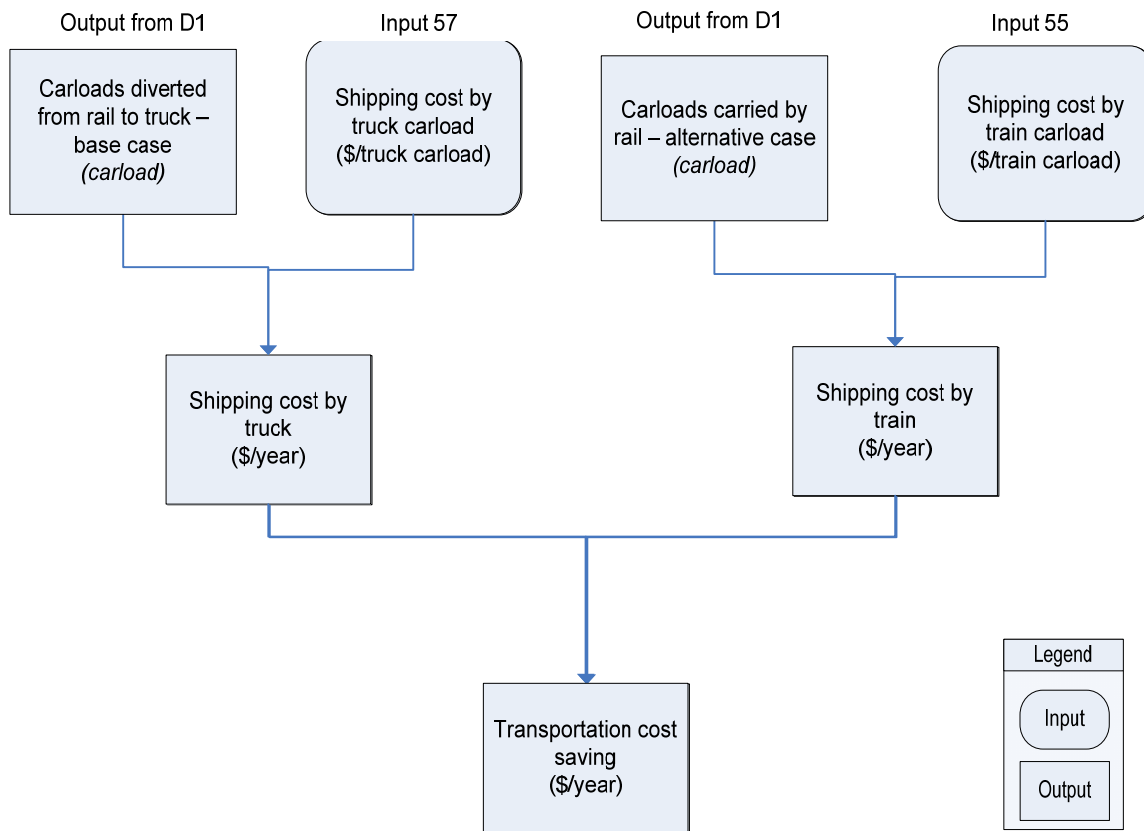 Output from D1
Input 57
Output from D1
Input 55
Carloads diverted
from rail to truck –
base case
(carload)
Shipping cost by
truck carload
($/truck carload)
Carloads carried by
rail – alternative case
(carload)
Shipping cost by
train carload
($/train carload)
Shipping cost by
truck
($/year)
Shipping cost by
train
($/year)
Transportation cost
saving
($/year)
Legend
Input
Output